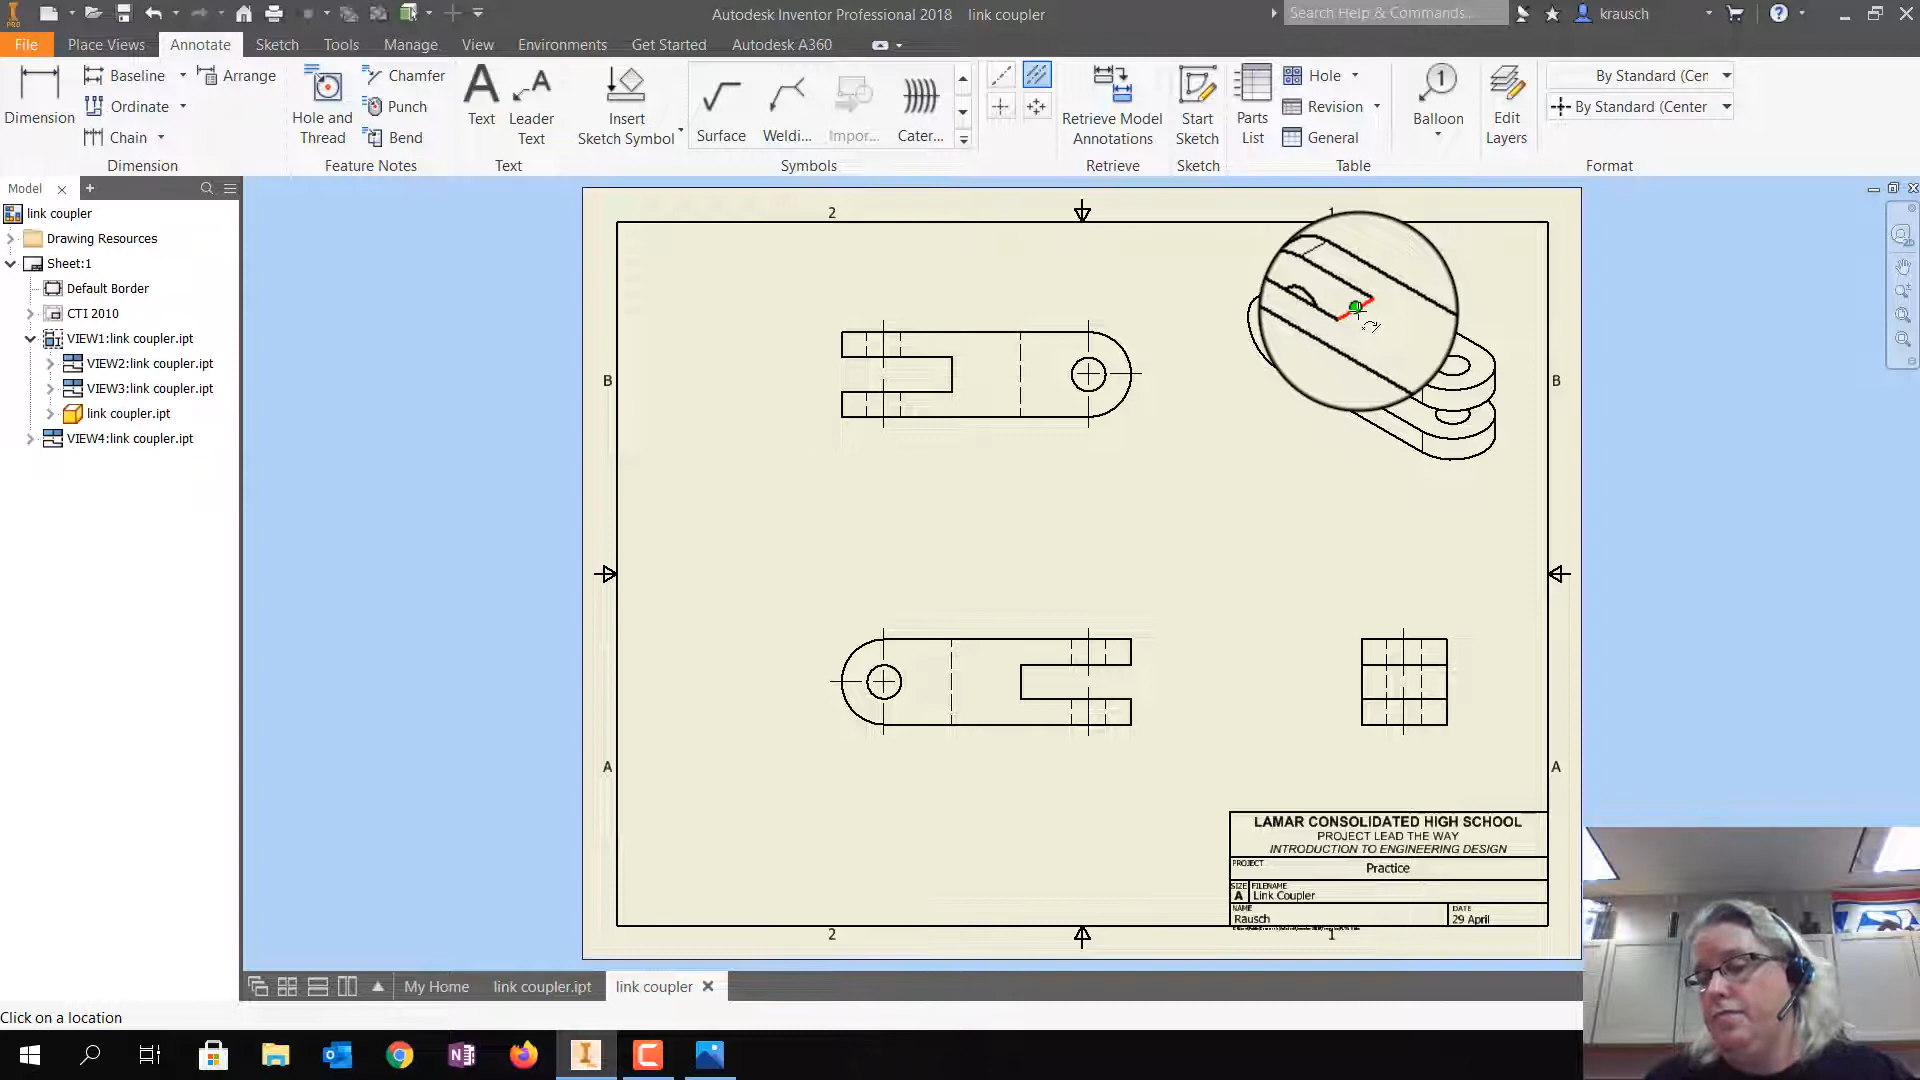 Autodesk Inventor Professional 2018 link coupler
Search Help & Commands...
krausch
PRO
File Place Views Annotate Sketch Tools Manage View Environments Get Started Autodesk A360
Dimension
Baseline
Ordinate
Chain
Arrange
Dimension
Hole and Thread
Chamfer
Punch
Bend
Feature Notes
Text
Leader Text
Text
Insert Sketch Symbol
Surface
Weldi...
Impor...
Cater...
Symbols
Retrieve Model Annotations
Retrieve
Start Sketch
Sketch
Parts List
Hole
Revision
General
Table
Balloon
Edit Layers
By Standard (Cer
By Standard (Center
Format
Model
link coupler
Drawing Resources
Sheet:1
Default Border
CTI 2010
VIEW1:link coupler.ipt
VIEW2:link coupler.ipt
VIEW3:link coupler.ipt
link coupler.ipt
VIEW4:link coupler.ipt
2 1
B B
A A
2 1
LAMAR CONSOLIDATED HIGH SCHOOL
PROJECT LEAD THE WAY
INTRODUCTION TO ENGINEERING DESIGN
PROJECT
Practice
SIZE FILENAME
A Link Coupler
NAME DATE
Rausch 29 April
My Home link coupler.ipt link coupler
Click on a location